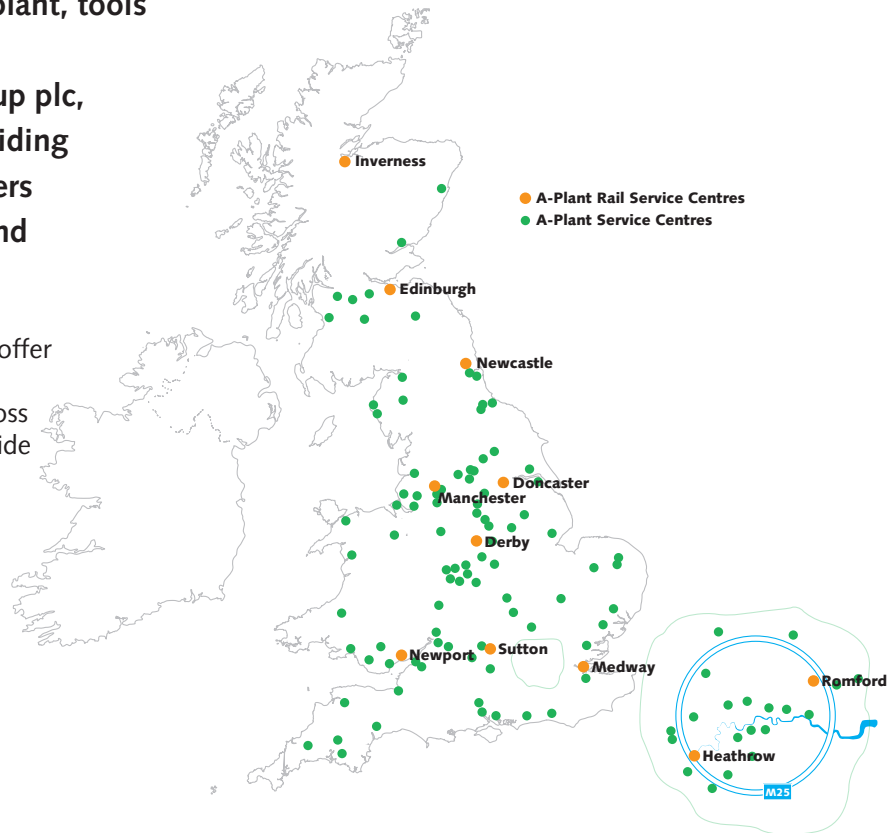 plant, tools
up plc,
iding
ers
nd
offer
oss
ide
Inverness
A-Plant Rail Service Centres
A-Plant Service Centres
Edinburgh
Newcastle
Doncaster
Manchester
Derby
Newport
Sutton
Medway
Romford
Heathrow
M25